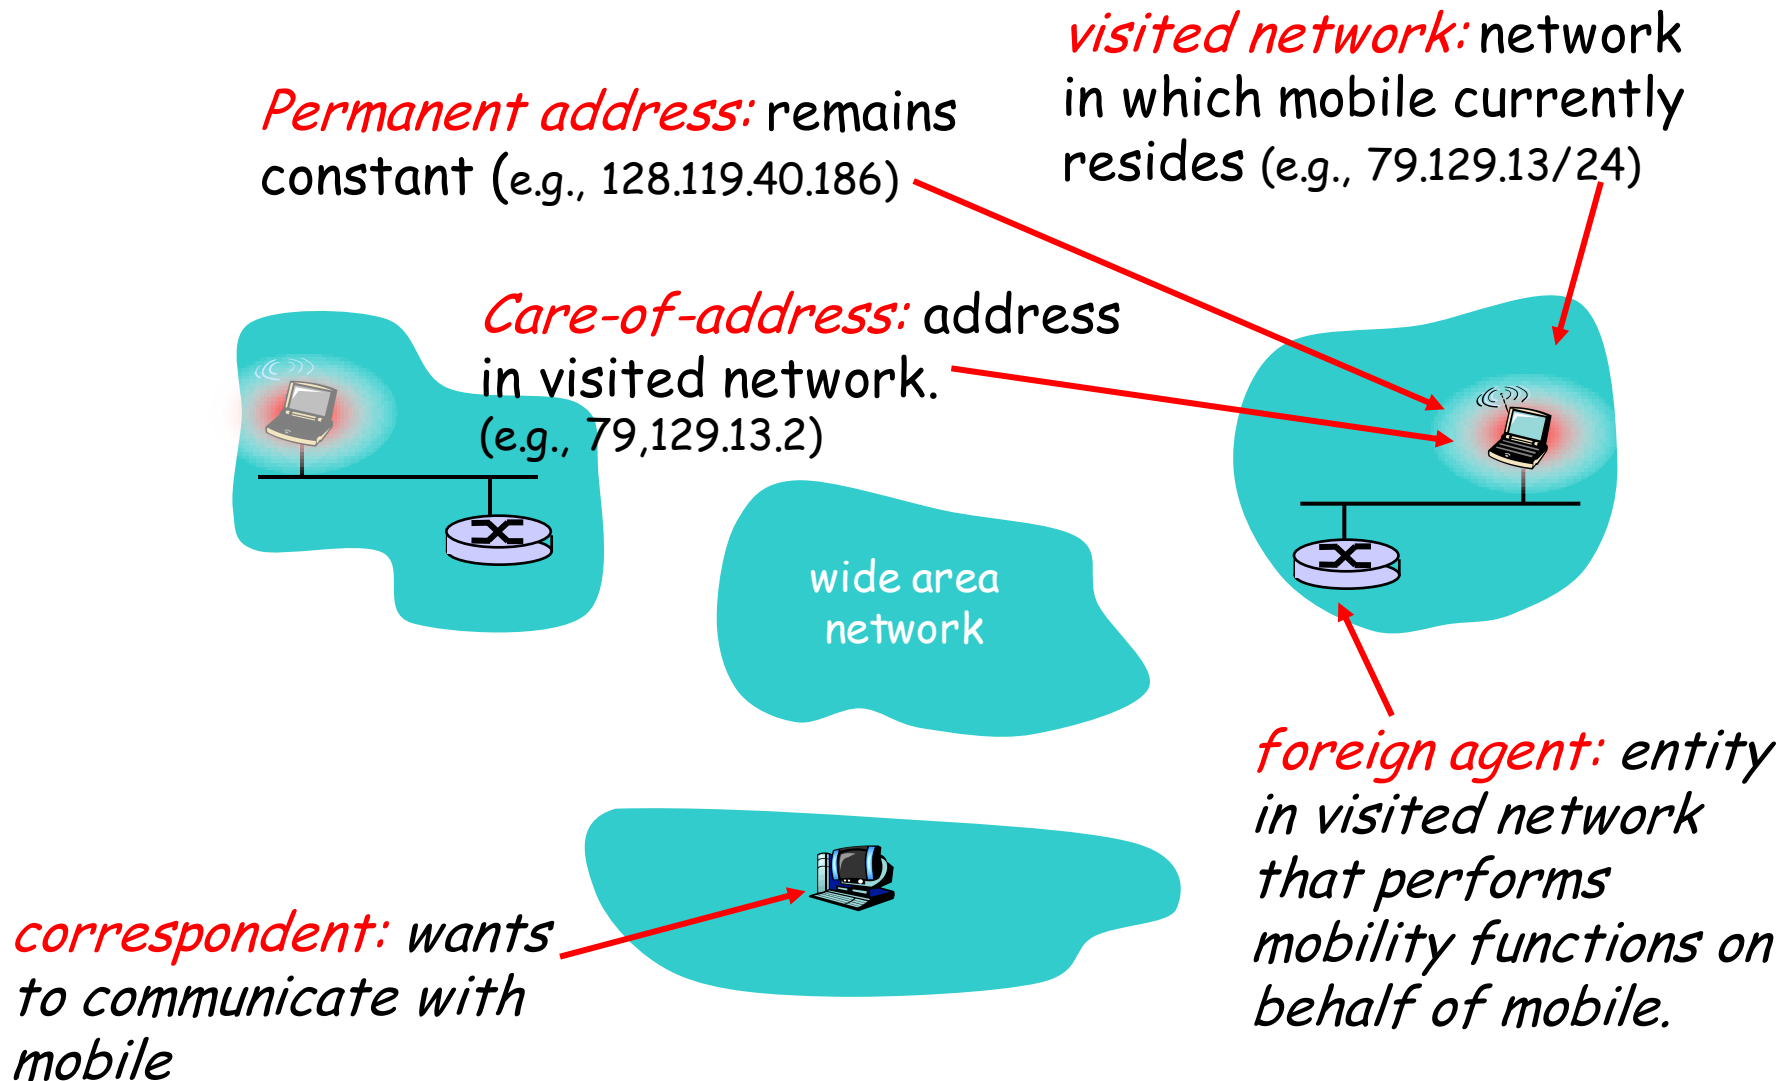 visited network: network
in which mobile currently
resides (e.g., 79.129.13/24)
Permanent address: remains
constant (e.g., 128.119.40.186)
Care-of-address: address
in visited network.
(e.g., 79,129.13.2)
wide area
network
foreign agent: entity
in visited network
that performs
mobility functions on
behalf of mobile.
correspondent: wants
to communicate with
mobile